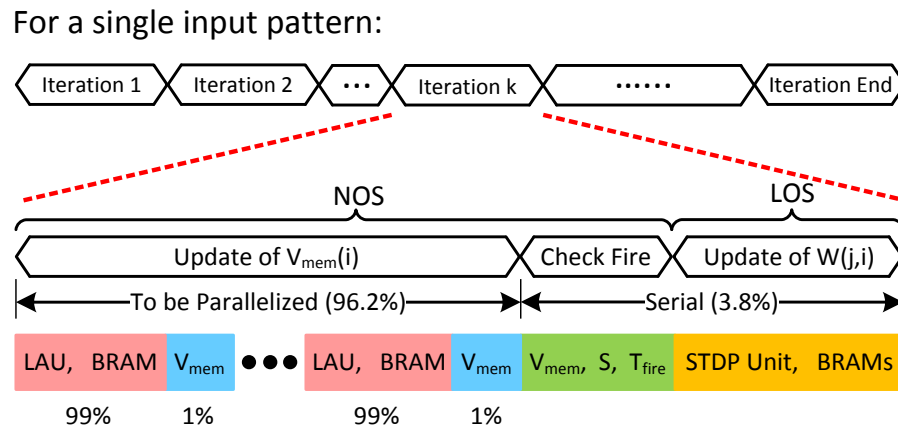 For a single input pattern:
Iteration 1 Iteration 2 ··· Iteration k ······ Iteration End
NOS LOS
Update of Vmem(i) Check Fire Update of W(j,i)
To be Parallelized (96.2%) Serial (3.8%)
LAU, BRAM Vmem ●●● LAU, BRAM Vmem Vmem, S, Tfire STDP Unit, BRAMs
99% 1% 99% 1%